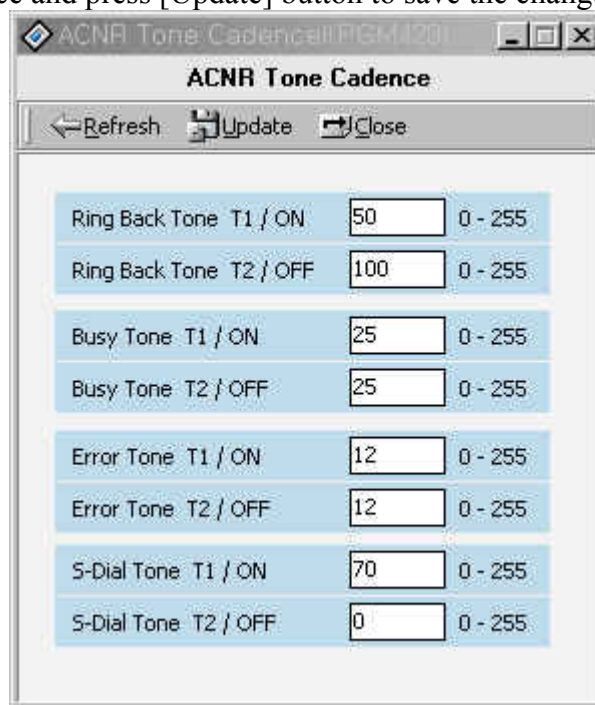 ce and press [Update] button to save the chang
ACNR Tone Cadence(PGM420)
ACNR Tone Cadence
Refresh Update Close
Ring Back Tone T1 / ON 50 0 - 255
Ring Back Tone T2 / OFF 100 0 - 255
Busy Tone T1 / ON 25 0 - 255
Busy Tone T2 / OFF 25 0 - 255
Error Tone T1 / ON 12 0 - 255
Error Tone T2 / OFF 12 0 - 255
S-Dial Tone T1 / ON 70 0 - 255
S-Dial Tone T2 / OFF 0 0 - 255